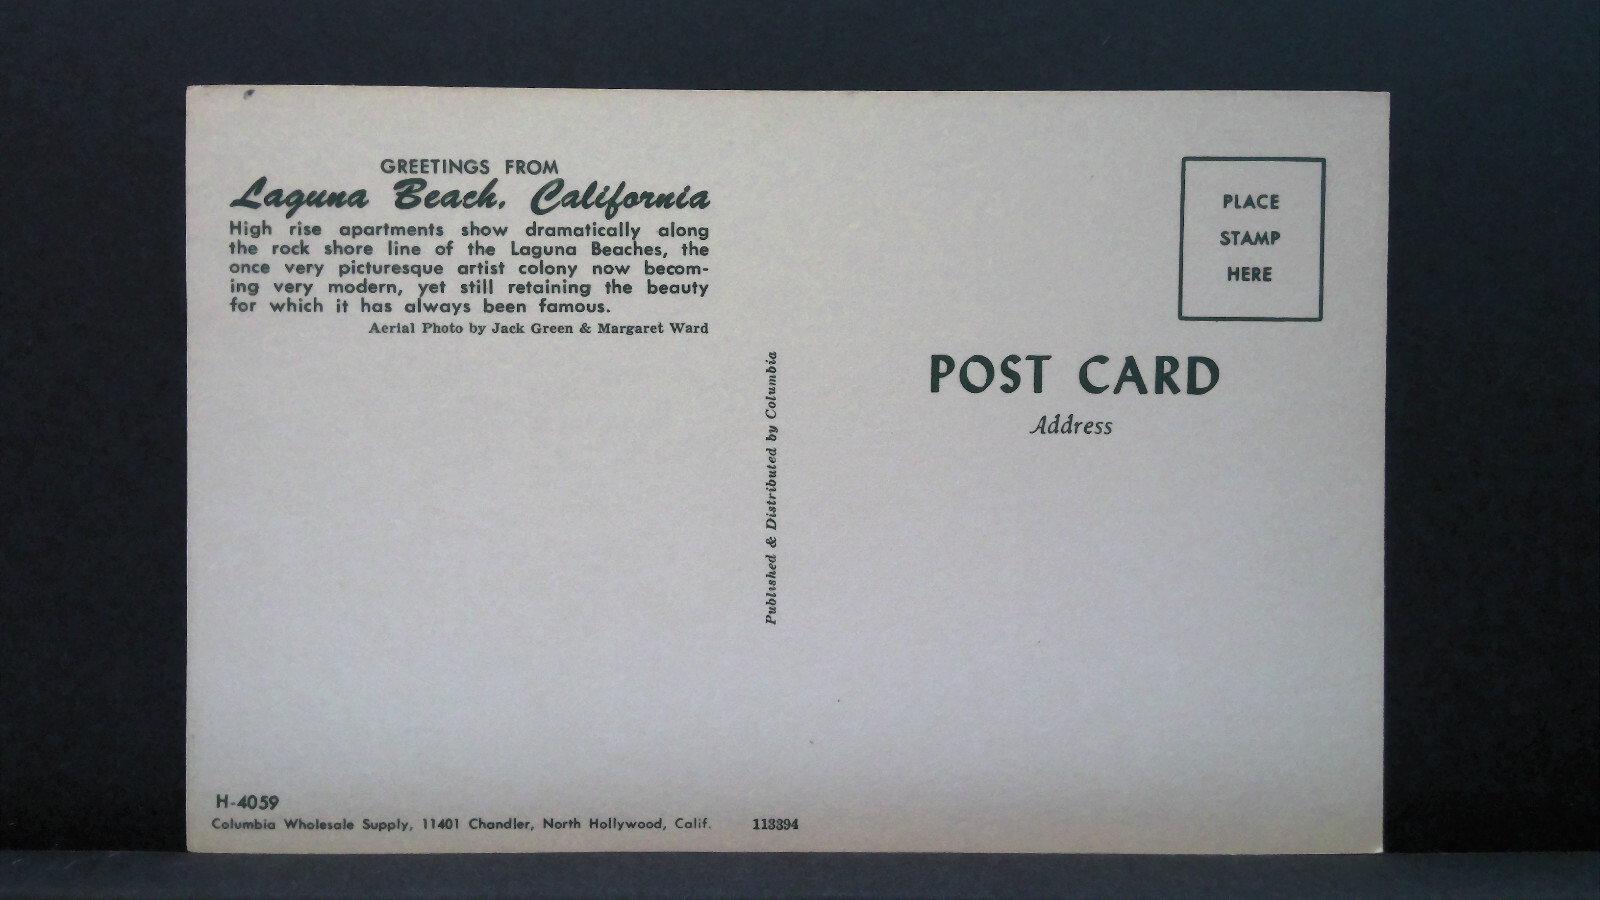 GREETINGS FROM
Laguna Beach, California
High rise apartments show dramatically along
the rock shore line of the Laguna Beaches, the
once very picturesque artist colony now becom-
ing very modern, yet still retaining the beauty
for which it has always been famous.
Aerial Photo by Jack Green & Margaret Ward
Published & Distributed by Columbia
PLACE
STAMP
HERE
POST CARD
Address
H-4059
Columbia Wholesale Supply, 11401 Chandler, North Hollywood, Calif. 113394